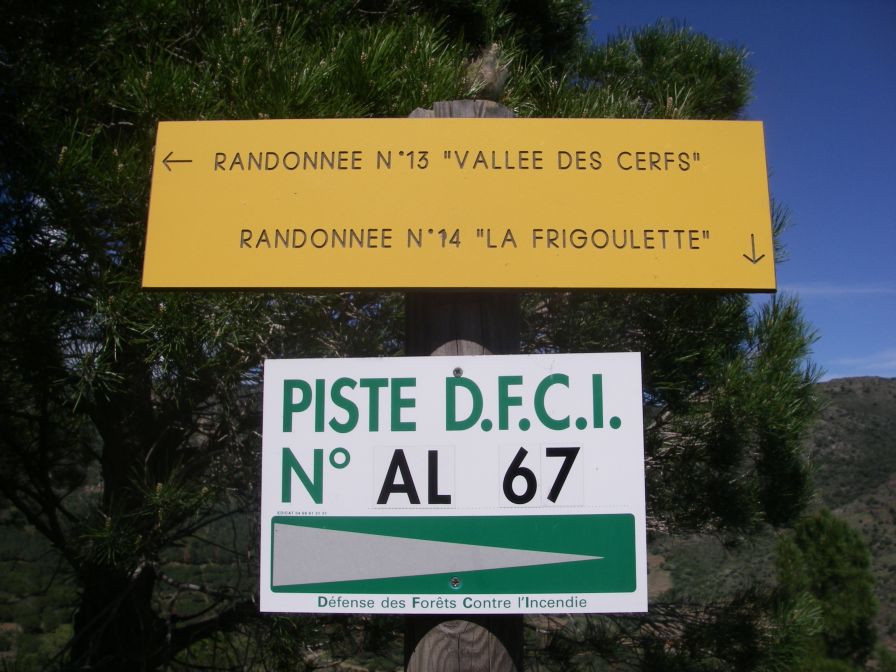 ← RANDONNEE N°13 "VALLEE DES CERFS"
RANDONNEE N°14 "LA FRIGOULETTE" ↓
PISTE D.F.C.I.
N° AL 67
Défense des Forêts Contre l'Incendie